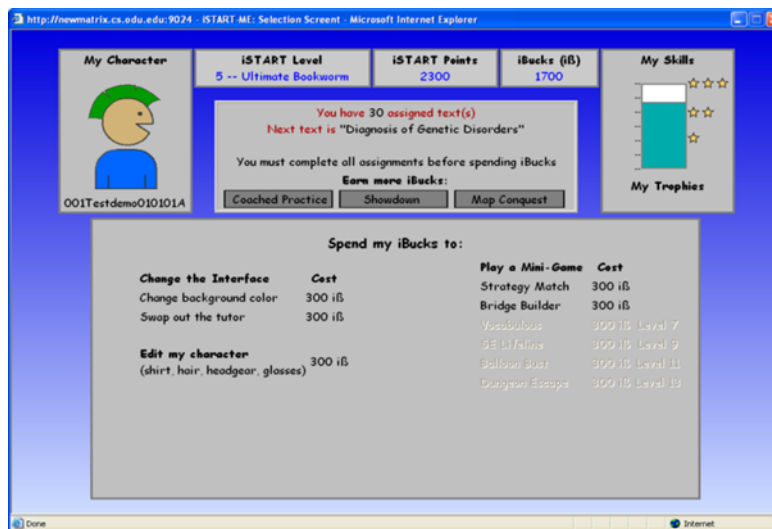 http://newmatrix.cs.odu.edu:9024 - iSTART-ME: Selection Screent - Microsoft Internet Explorer
My Character
001Testdemo010101A
iSTART Level
5 -- Ultimate Bookworm
iSTART Points
2300
iBucks (iß)
1700
My Skills
My Trophies
You have 30 assigned text(s)
Next text is "Diagnosis of Genetic Disorders"
You must complete all assignments before spending iBucks
Earn more iBucks:
Coached Practice Showdown Map Conquest
Spend my iBucks to:
Change the Interface Cost
Change background color 300 iß
Swap out the tutor 300 iß
Edit my character
(shirt, hair, headgear, glasses) 300 iß
Play a Mini-Game Cost
Strategy Match 300 iß
Bridge Builder 300 iß
Vocabulous 300 iß Level 7
SE Lifeline 300 iß Level 9
Balloon Bust 300 iß Level 11
Dungeon Escape 300 iß Level 13
Done
Internet